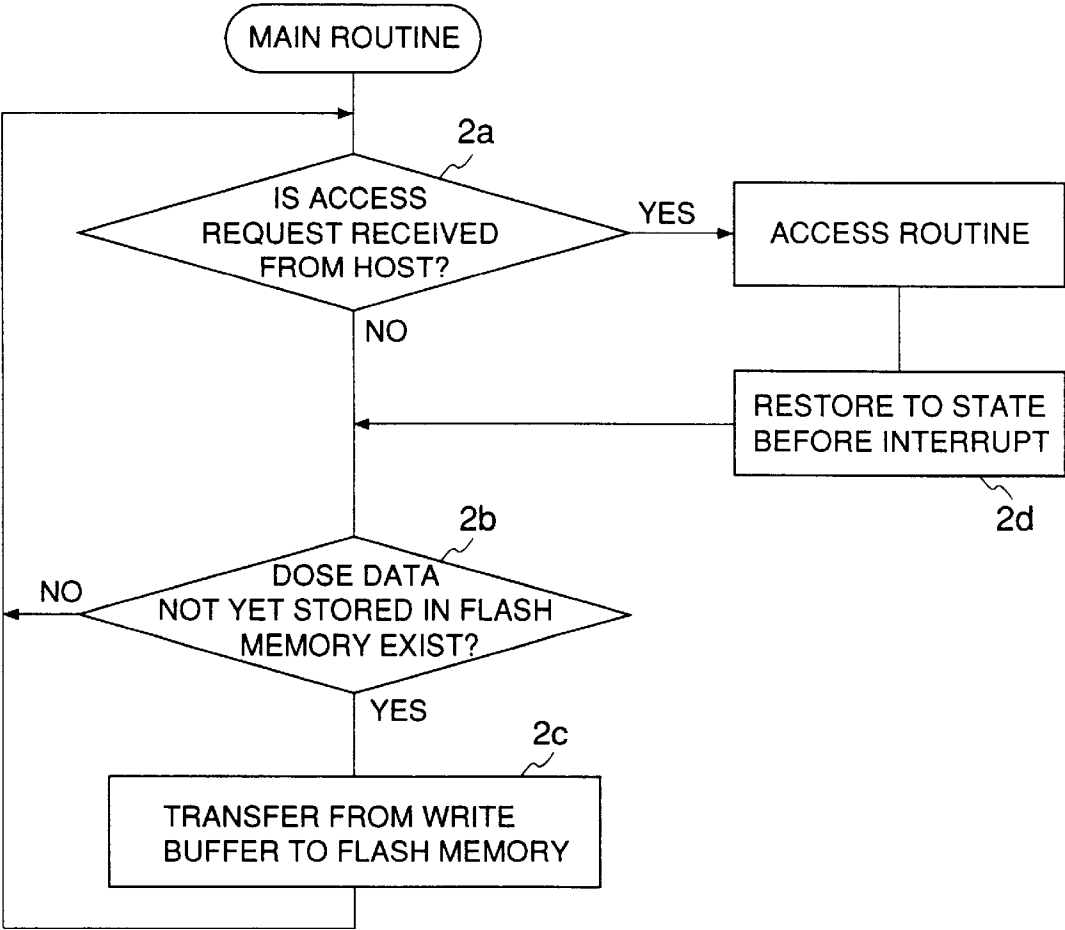 MAIN ROUTINE
2a
IS ACCESS
REQUEST RECEIVED
FROM HOST?
YES
ACCESS ROUTINE
NO
RESTORE TO STATE
BEFORE INTERRUPT
2d
2b
DOSE DATA
NOT YET STORED IN FLASH
MEMORY EXIST?
NO
YES
2c
TRANSFER FROM WRITE
BUFFER TO FLASH MEMORY